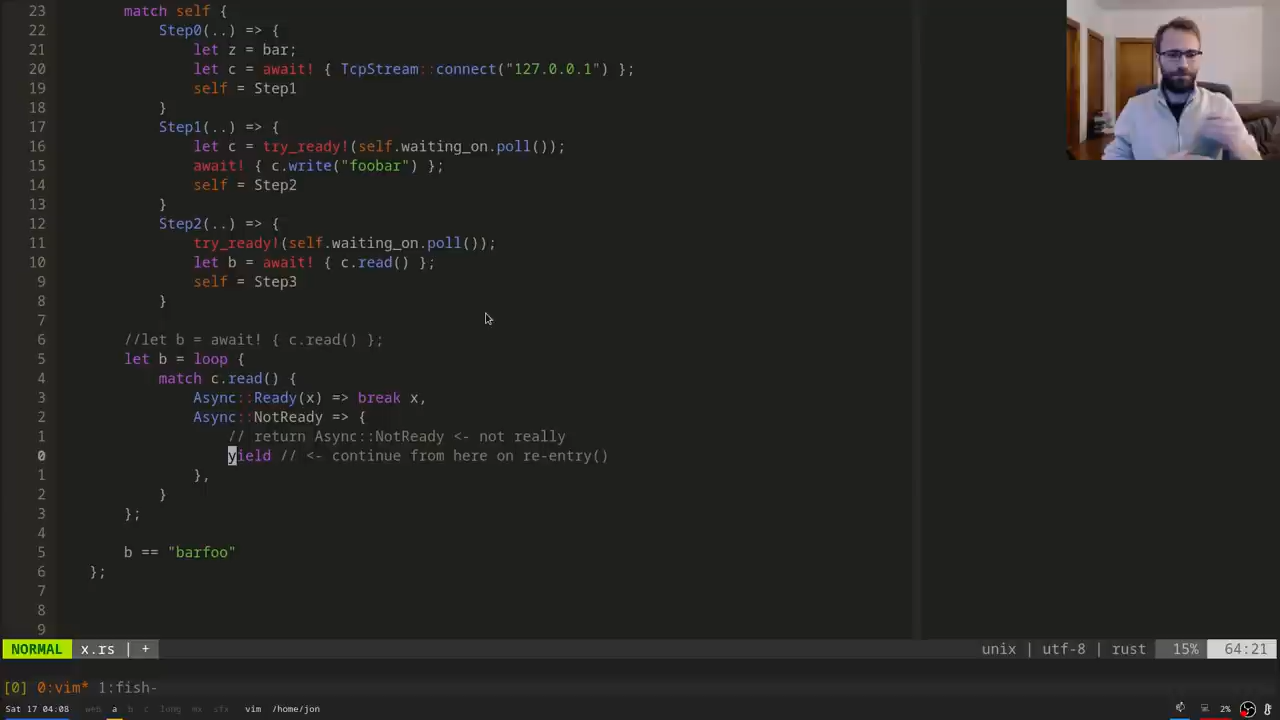 23 match self {
22 Step0(..) => {
21 let z = bar;
20 let c = await! { TcpStream::connect("127.0.0.1") };
19 self = Step1
18 }
17 Step1(..) => {
16 let c = try_ready!(self.waiting_on.poll());
15 await! { c.write("foobar") };
14 self = Step2
13 }
12 Step2(..) => {
11 try_ready!(self.waiting_on.poll());
10 let b = await! { c.read() };
9 self = Step3
8 }
7
6 //let b = await! { c.read() };
5 let b = loop {
4 match c.read() {
3 Async::Ready(x) => break x,
2 Async::NotReady => {
1 // return Async::NotReady <- not really
0 yield // <- continue from here on re-entry()
1 },
2 }
3 };
4
5 b == "barfoo"
6 };
7
8
9
NORMAL x.rs | + unix | utf-8 | rust 15% 64:21
[0] 0:vim* 1:fish-
Sat 17 04:08 web a b c lung mx sfx vim /home/jon 2%